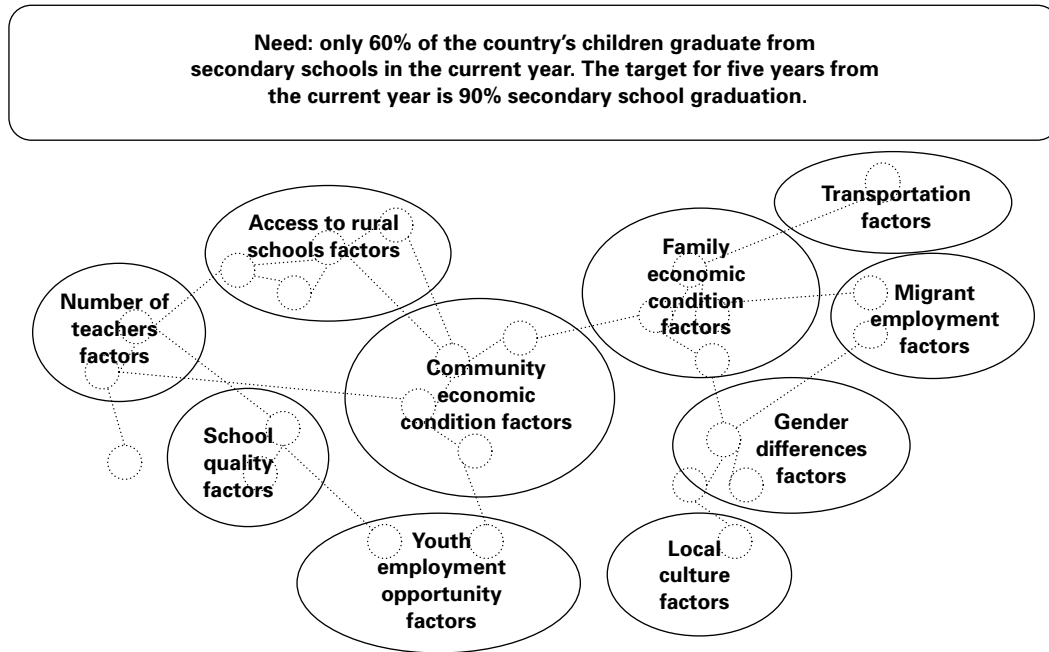 Need: only 60% of the country’s children graduate from
secondary schools in the current year. The target for five years from
the current year is 90% secondary school graduation.
Transportation
factors
Access to rural
schools factors
Family
economic
condition
factors
Migrant
employment
factors
Number of
teachers
factors
Community
economic
condition factors
Gender
differences
factors
School
quality
factors
Youth
employment
opportunity
factors
Local
culture
factors